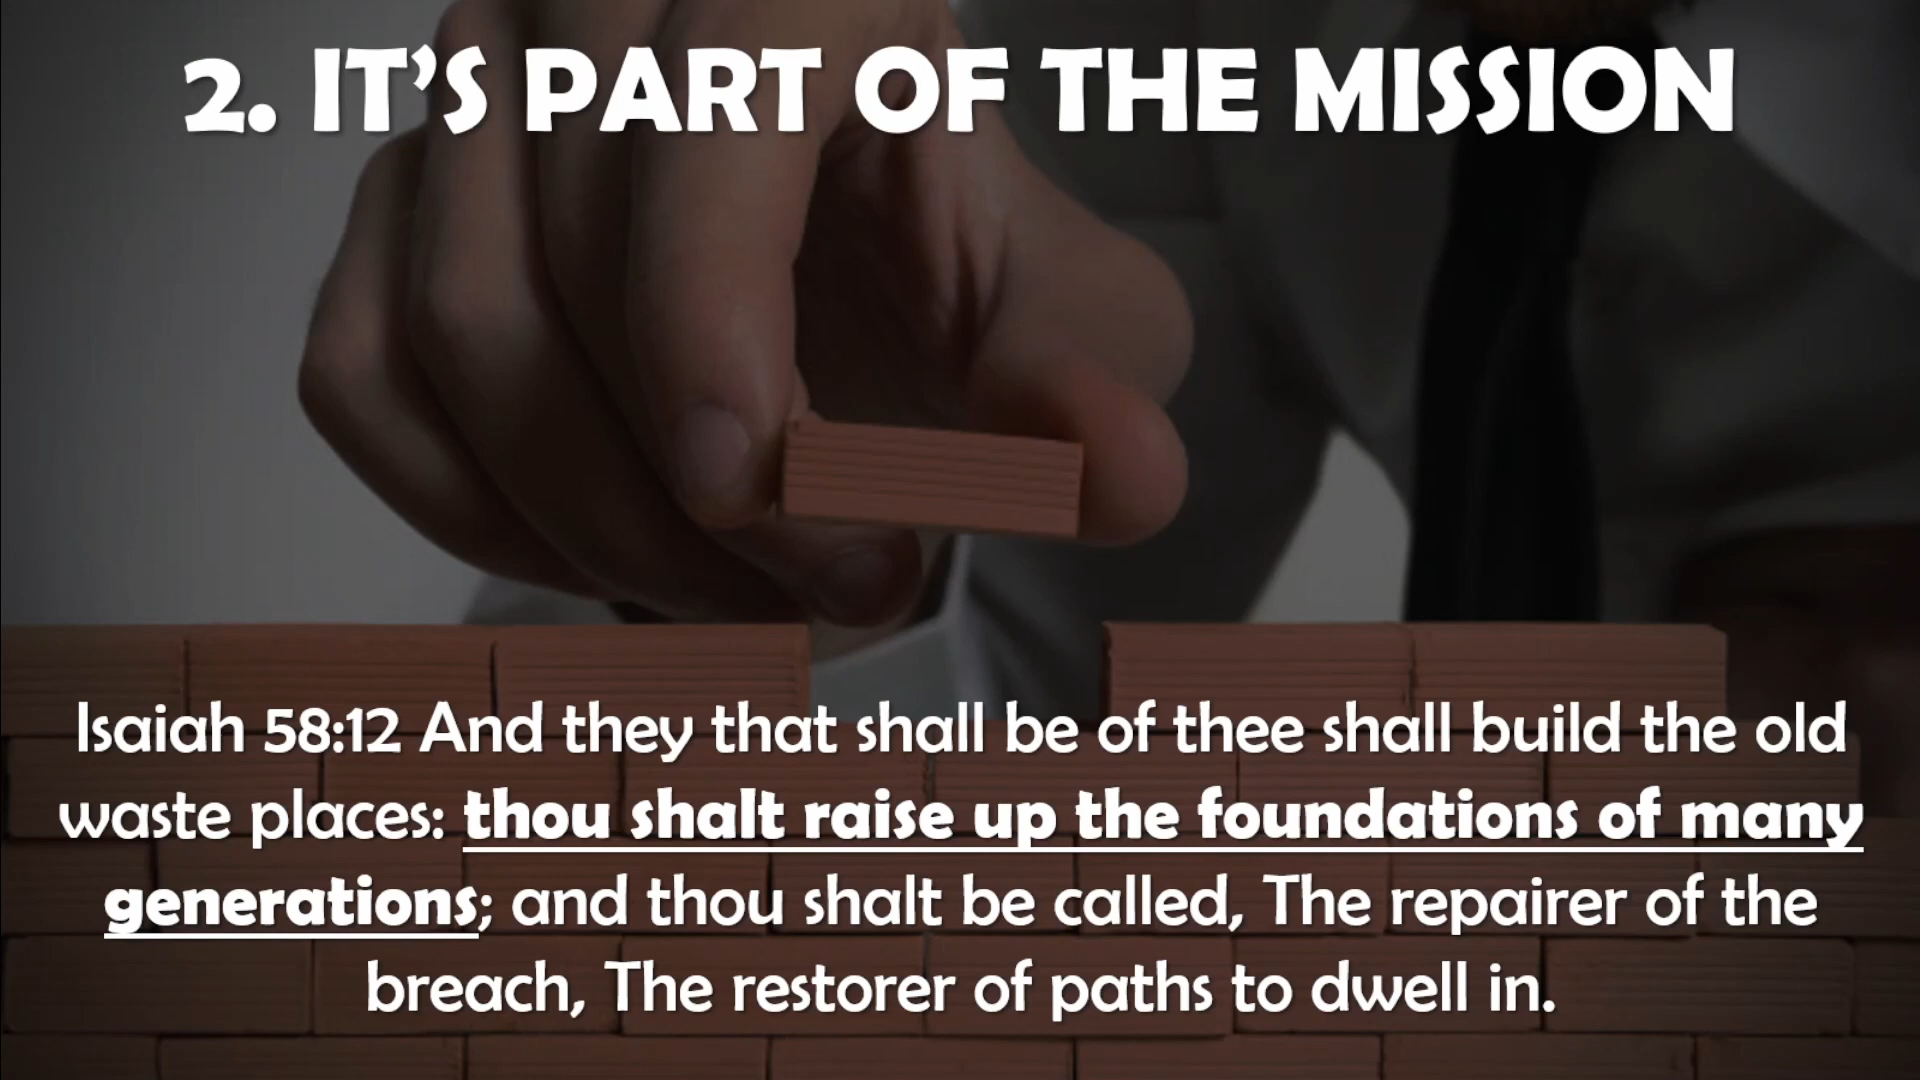 2. IT’S PART OF THE MISSION
Isaiah 58:12 And they that shall be of thee shall build the old
waste places: thou shalt raise up the foundations of many
generations; and thou shalt be called, The repairer of the
breach, The restorer of paths to dwell in.